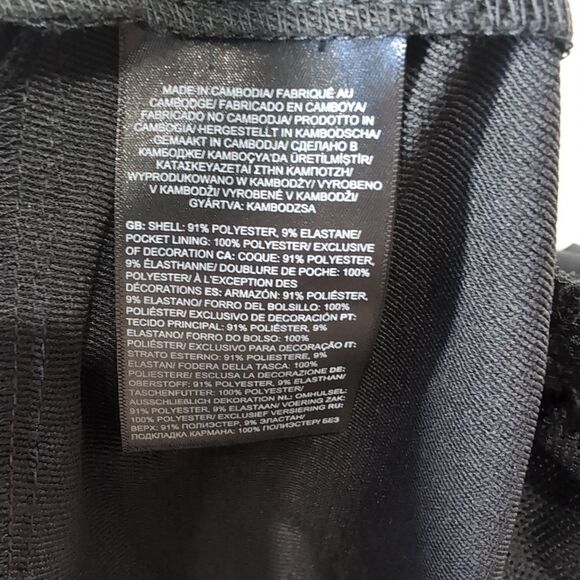 MADE IN CAMBODIA/ FABRIQUÉ AU
CAMBODGE/ FABRICADO EN CAMBOYA/
FABRICADO NO CAMBODJA/ PRODOTTO IN
CAMBOGIA/ HERGESTELLT IN KAMBODSCHA/
GEMAAKT IN CAMBODJA/ СДЕЛАНО В
КАМБОДЖЕ/ KAMBOÇYA'DA ÜRETİLMİŞTİR/
ΚΑΤΑΣΚΕΥΑΖΕΤΑΙ ΣΤΗΝ ΚΑΜΠΟΤΖΗ/
WYPRODUKOWANO W KAMBODŻY/ VYROBENO
V KAMBODŽI/ VYROBENÉ V KAMBODŽI/
GYÁRTVA: KAMBODZSA
GB: SHELL: 91% POLYESTER, 9% ELASTANE/
POCKET LINING: 100% POLYESTER/ EXCLUSIVE
OF DECORATION CA: COQUE: 91% POLYESTER,
9% ÉLASTHANNE/ DOUBLURE DE POCHE: 100%
POLYESTER/ À L'EXCEPTION DES
DÉCORATIONS ES: ARMAZÓN: 91% POLIÉSTER,
9% ELASTANO/ FORRO DEL BOLSILLO: 100%
POLIÉSTER/ EXCLUSIVO DE DECORACIÓN PT:
TECIDO PRINCIPAL: 91% POLIÉSTER, 9%
ELASTANO/ FORRO DO BOLSO: 100%
POLIÉSTER/ EXCLUSIVO PARA DECORAÇÃO IT:
STRATO ESTERNO: 91% POLIESTERE, 9%
ELASTAN/ FODERA DELLA TASCA: 100%
POLIESTERE/ ESCLUSA LA DECORAZIONE DE:
OBERSTOFF: 91% POLYESTER, 9% ELASTHAN/
TASCHENFUTTER: 100% POLYESTER/
AUSSCHLIEßLICH DEKORATION NL: OMHULSEL:
91% POLYESTER, 9% ELASTAAN/ VOERING ZAK:
100% POLYESTER/ EXCLUSIEF VERSIERING RU:
ВЕРХ: 91% ПОЛИЭСТЕР, 9% ЭЛАСТАН/
ПОДКЛАДКА КАРМАНА: 100% ПОЛИЭСТЕР/ БЕЗ